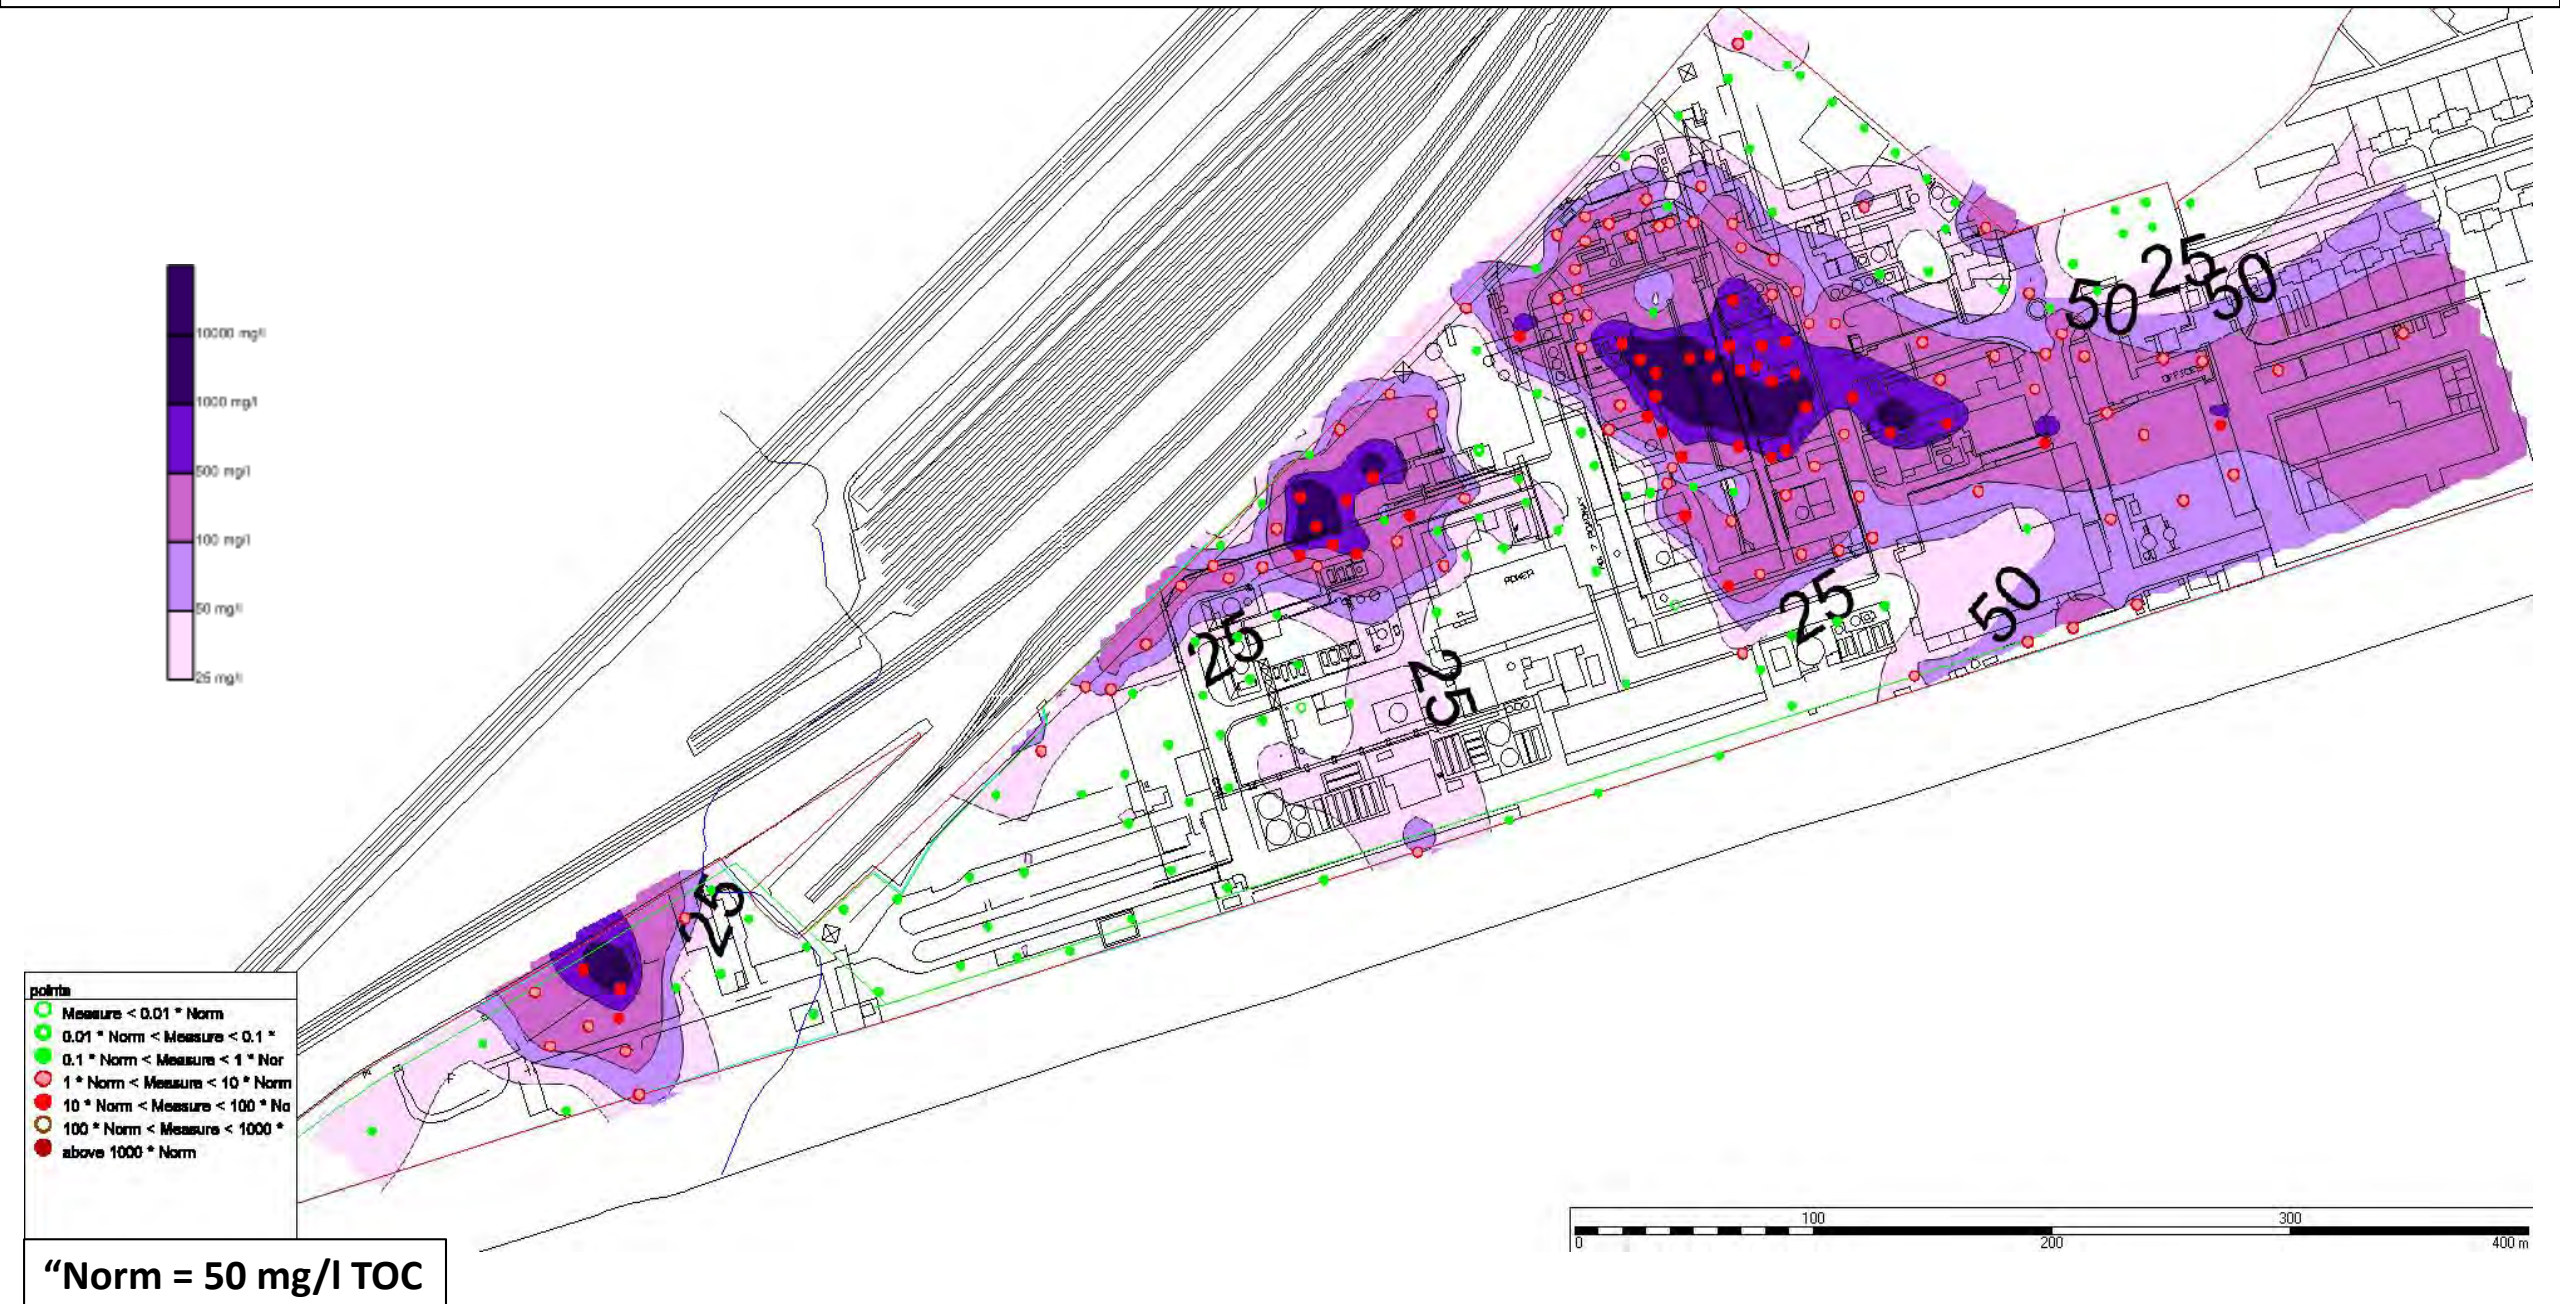 10000 mg/l
1000 mg/l
500 mg/l
100 mg/l
50 mg/l
25 mg/l
25
50
50
OFFICE
POWER
25
50
25
25
25
points
Measure < 0.01 * Norm
0.01 * Norm < Measure < 0.1 *
0.1 * Norm < Measure < 1 * Nor
1 * Norm < Measure < 10 * Norm
10 * Norm < Measure < 100 * No
100 * Norm < Measure < 1000 *
above 1000 * Norm
100 300
0 200 400 m
“Norm = 50 mg/l TOC